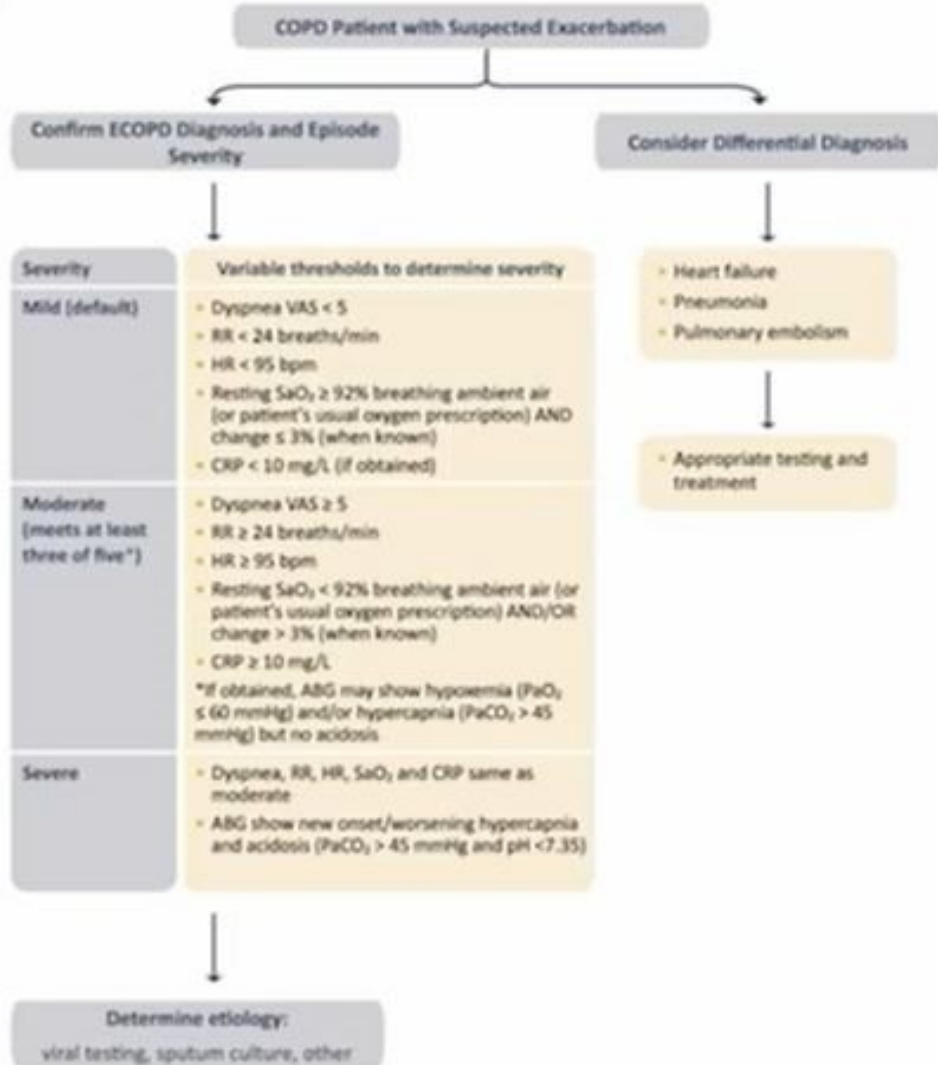 COPD Patient with Suspected Exacerbation
Confirm ECOPD Diagnosis and Episode
Severity
Consider Differential Diagnosis
Severity
Variable thresholds to determine severity
Mild (default)
• Dyspnea VAS < 5
• RR < 24 breaths/min
• HR < 95 bpm
• Resting SaO₂ ≥ 92% breathing ambient air
(or patient's usual oxygen prescription) AND
change ≤ 3% (when known)
• CRP < 10 mg/L (if obtained)
Moderate
(meets at least
three of five*)
• Dyspnea VAS ≥ 5
• RR ≥ 24 breaths/min
• HR ≥ 95 bpm
• Resting SaO₂ < 92% breathing ambient air (or
patient's usual oxygen prescription) AND/OR
change > 3% (when known)
• CRP ≥ 10 mg/L
*If obtained, ABG may show hypoxemia (PaO₂
≤ 60 mmHg) and/or hypercapnia (PaCO₂ > 45
mmHg) but no acidosis
Severe
• Dyspnea, RR, HR, SaO₂ and CRP same as
moderate
• ABG show new onset/worsening hypercapnia
and acidosis (PaCO₂ > 45 mmHg and pH <7.35)
• Heart failure
• Pneumonia
• Pulmonary embolism
• Appropriate testing and
treatment
Determine etiology:
viral testing, sputum culture, other